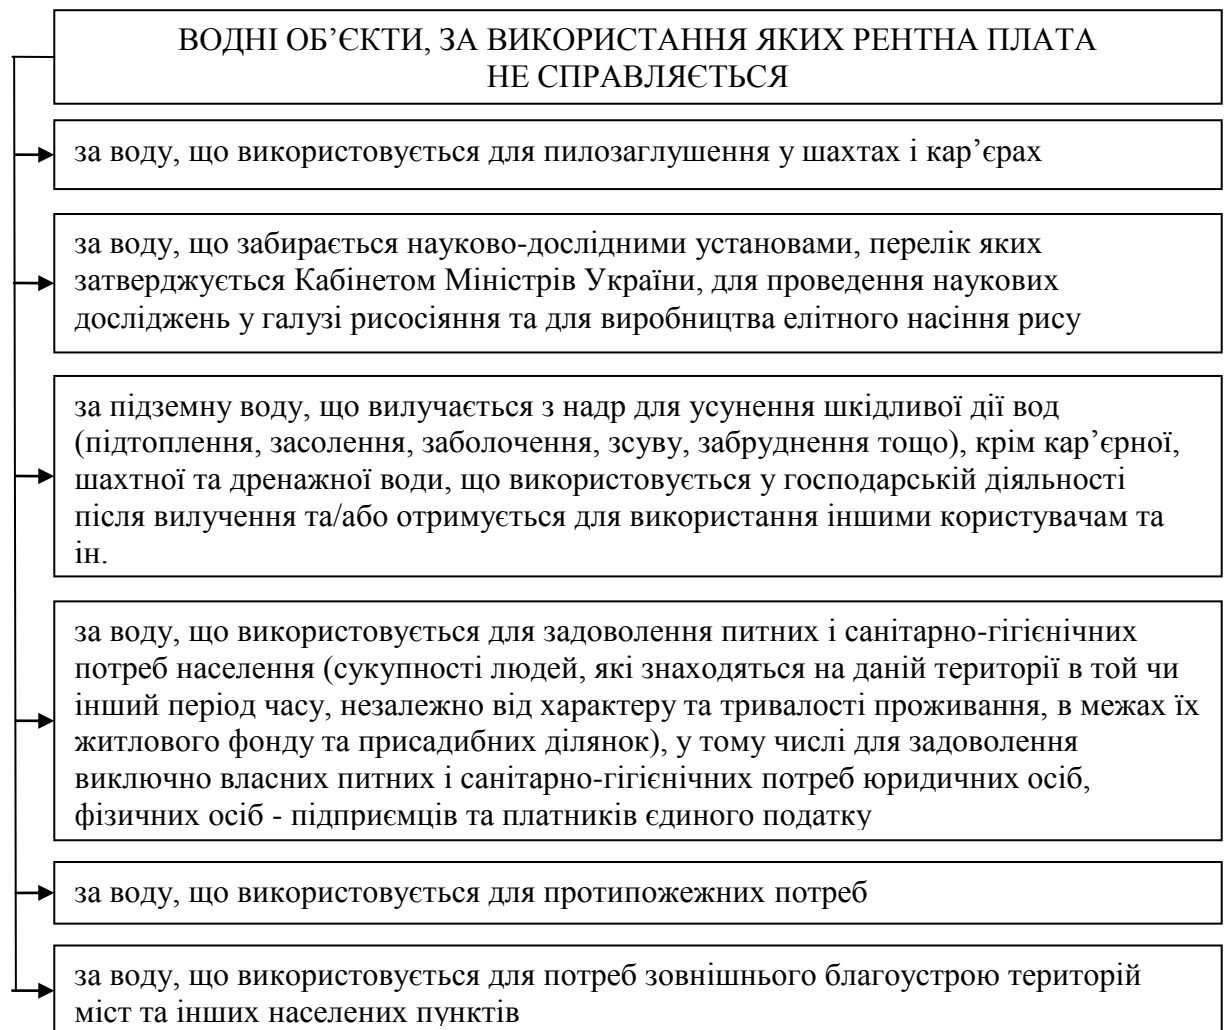 ВОДНІ ОБ’ЄКТИ, ЗА ВИКОРИСТАННЯ ЯКИХ РЕНТНА ПЛАТА
НЕ СПРАВЛЯЄТЬСЯ
за воду, що використовується для пилозаглушення у шахтах і кар’єрах
за воду, що забирається науково-дослідними установами, перелік яких
затверджується Кабінетом Міністрів України, для проведення наукових
досліджень у галузі рисосіяння та для виробництва елітного насіння рису
за підземну воду, що вилучається з надр для усунення шкідливої дії вод
(підтоплення, засолення, заболочення, зсуву, забруднення тощо), крім кар’єрної,
шахтної та дренажної води, що використовується у господарській діяльності
після вилучення та/або отримується для використання іншими користувачам та
ін.
за воду, що використовується для задоволення питних і санітарно-гігієнічних
потреб населення (сукупності людей, які знаходяться на даній території в той чи
інший період часу, незалежно від характеру та тривалості проживання, в межах їх
житлового фонду та присадибних ділянок), у тому числі для задоволення
виключно власних питних і санітарно-гігієнічних потреб юридичних осіб,
фізичних осіб - підприємців та платників єдиного податку
за воду, що використовується для протипожежних потреб
за воду, що використовується для потреб зовнішнього благоустрою територій
міст та інших населених пунктів